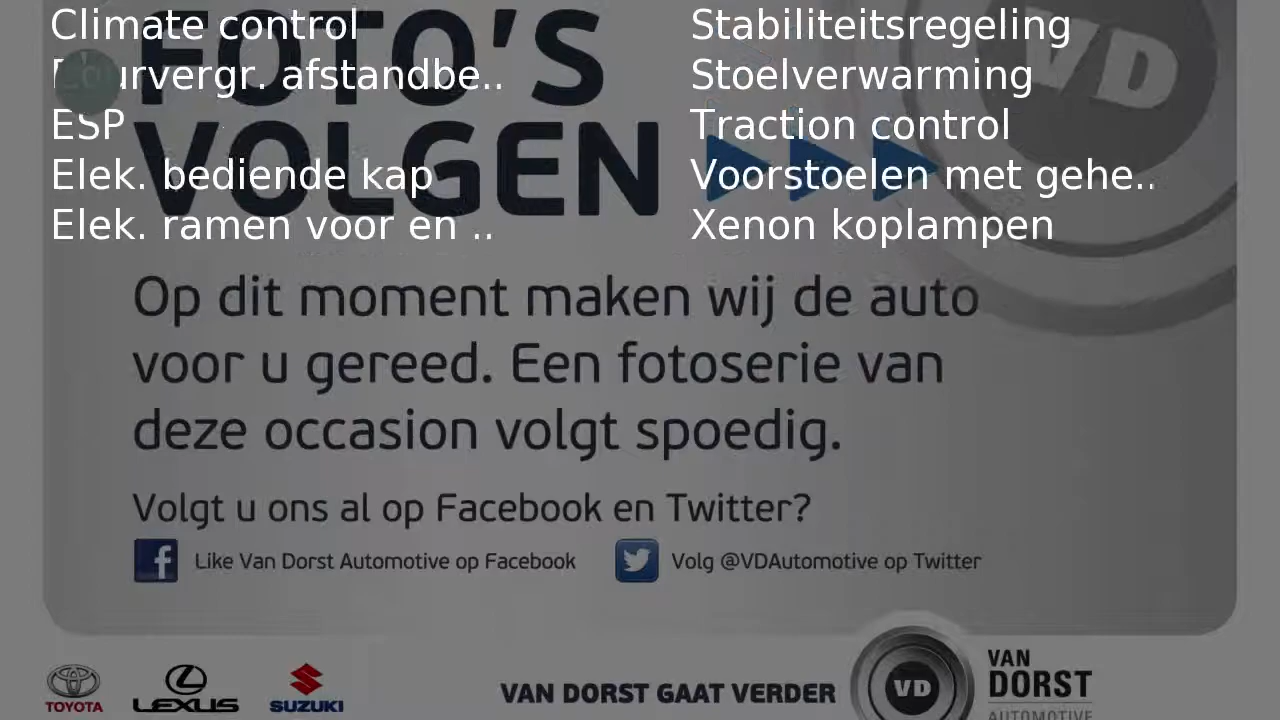 Climate control
Stabiliteitsregeling
afstandbe..
Stoelverwarming
ESP
Traction control
Elek. bediende kap
Voorstoelen met gehe..
Elek. ramen voor en ..
Xenon koplampen
FOTO'S
VOLGEN
VD
Op dit moment maken wij de auto
voor u gereed. Een fotoserie van
deze occasion volgt spoedig.
Volgt u ons al op Facebook en Twitter?
Like Van Dorst Automotive op Facebook
Volg @VDAutomotive op Twitter
TOYOTA
LEXUS
SUZUKI
VAN DORST GAAT VERDER
VD
VAN
DORST
AUTOMOTIVE